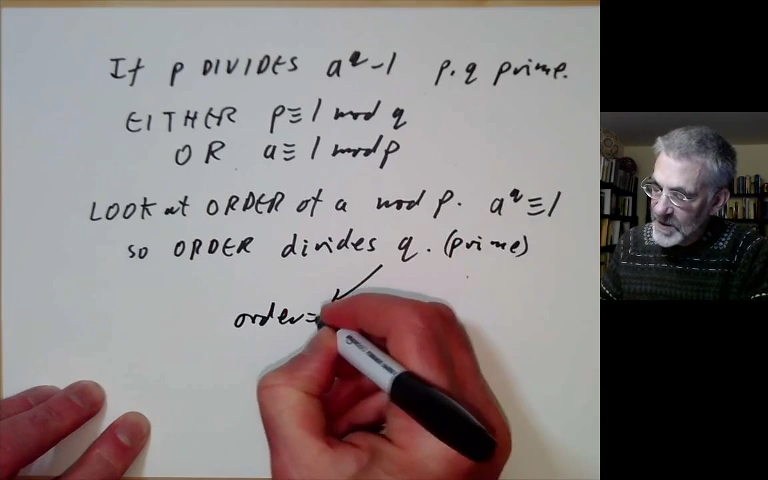 If p DIVIDES a^q-1 p.q prime.
EITHER p≡1 mod q
OR a≡1 mod p
LOOK at ORDER of a mod p. a^q≡1
so ORDER divides q. (prime)
order=